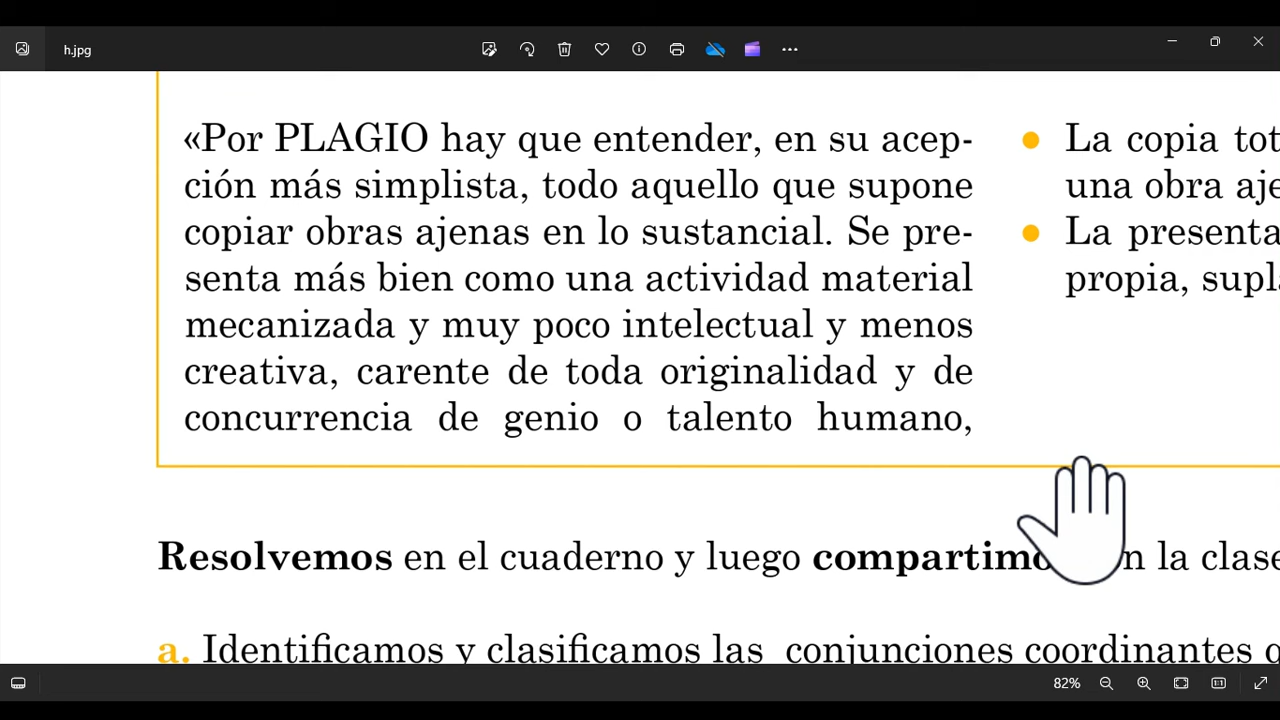 h.jpg
«Por PLAGIO hay que entender, en su acep-
ción más simplista, todo aquello que supone
copiar obras ajenas en lo sustancial. Se pre-
senta más bien como una actividad material
mecanizada y muy poco intelectual y menos
creativa, carente de toda originalidad y de
concurrencia de genio o talento humano,
La copia
una obra
La
propia,
Resolvemos en el cuaderno y luego la
a. Identificamos y clasificamos las conjunciones coordinantes
82%